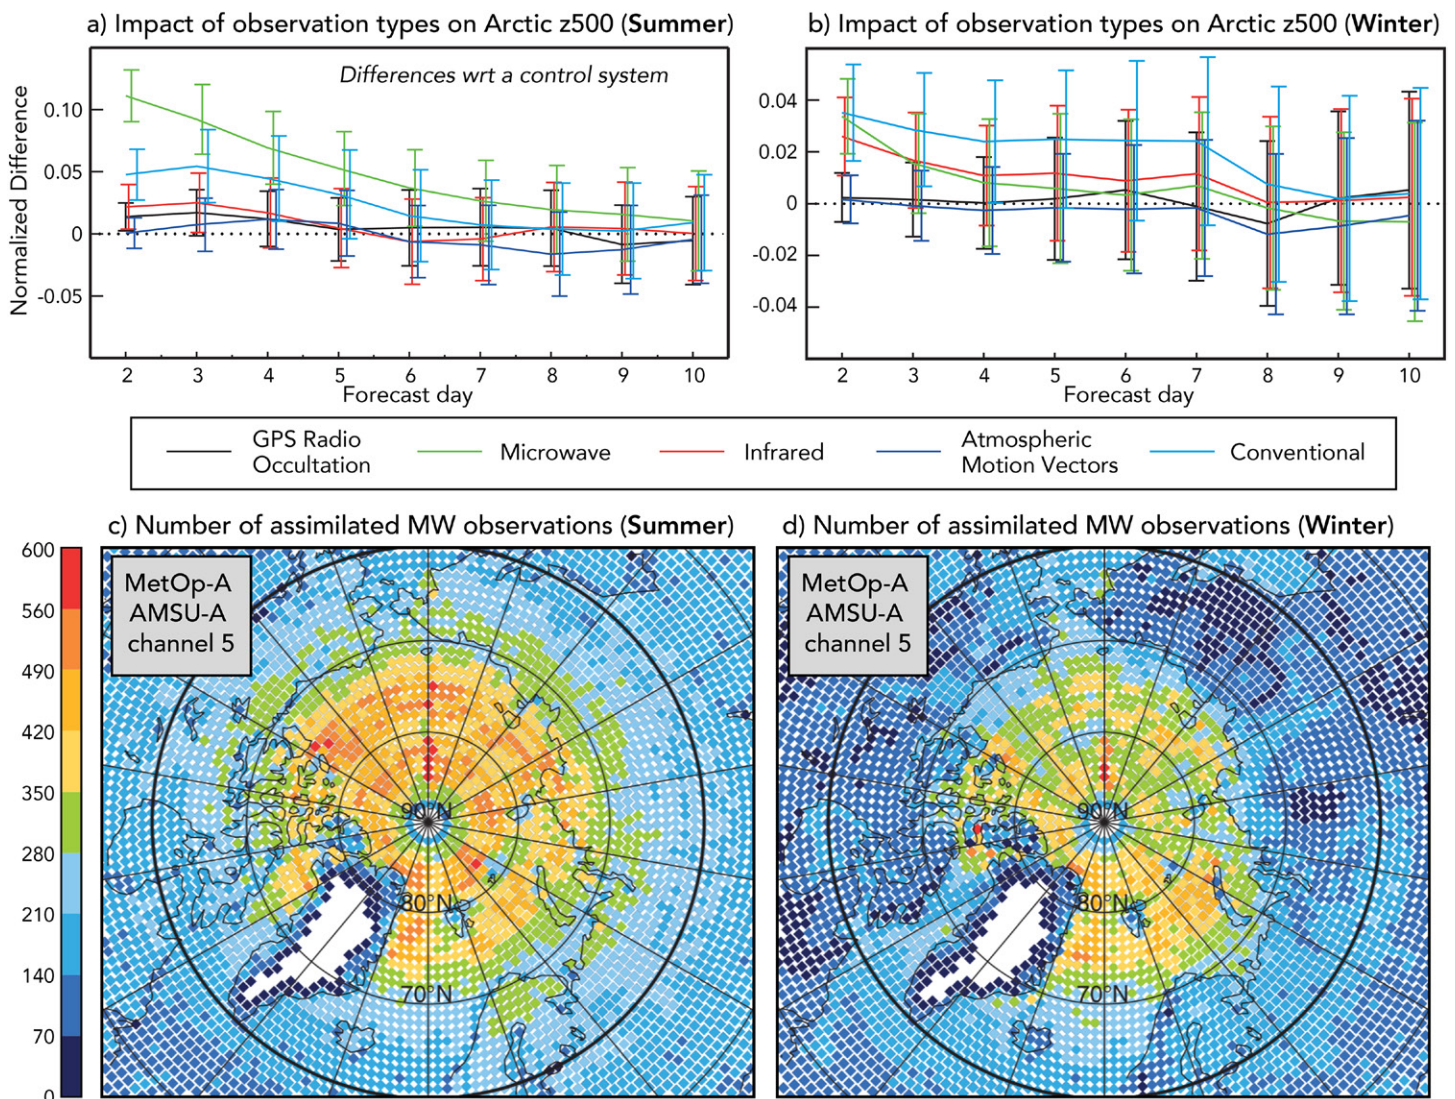 a) Impact of observation types on Arctic z500 (Summer)
Differences wrt a control system
Normalized Difference
0.10
0.05
0
-0.05
2 3 4 5 6 7 8 9 10
Forecast day
b) Impact of observation types on Arctic z500 (Winter)
0.04
0.02
0
-0.02
-0.04
2 3 4 5 6 7 8 9 10
Forecast day
GPS Radio
Occultation
Microwave
Infrared
Atmospheric
Motion Vectors
Conventional
c) Number of assimilated MW observations (Summer)
600
560
490
420
350
280
210
140
70
0
MetOp-A
AMSU-A
channel 5
90°N
80°N
70°N
d) Number of assimilated MW observations (Winter)
MetOp-A
AMSU-A
channel 5
90°N
80°N
70°N